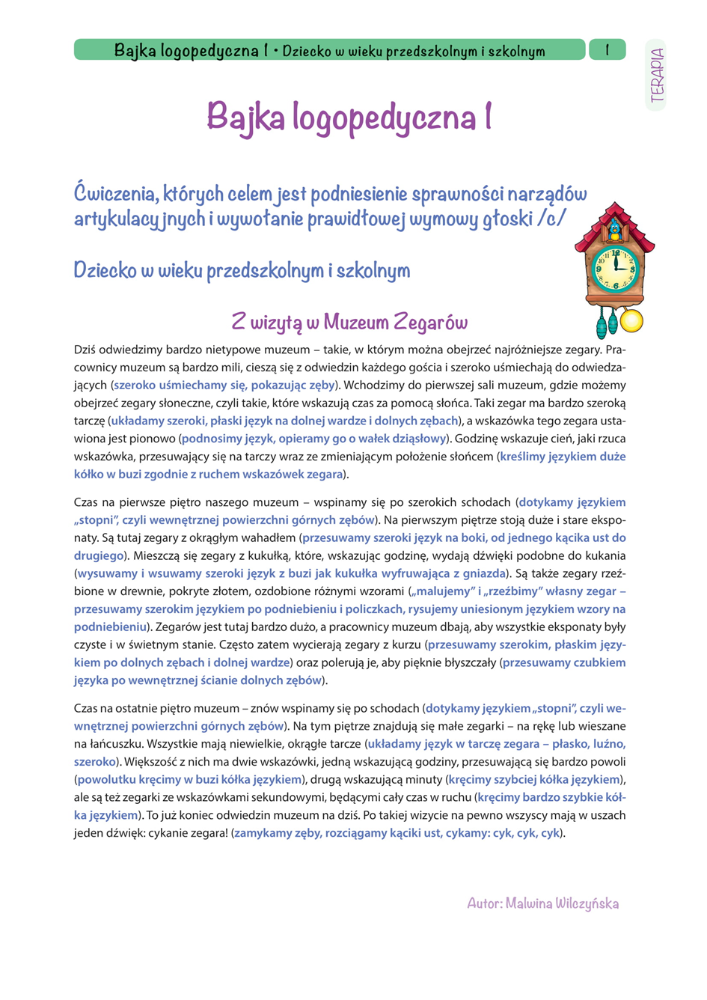 Bajka logopedyczna 1 • Dziecko w wieku przedszkolnym i szkolnym
1
TERAPIA
Bajka logopedyczna 1
Ćwiczenia, których celem jest podniesienie sprawności narządów
artykulacyjnych i wywołanie prawidłowej wymowy głoski /c/
Dziecko w wieku przedszkolnym i szkolnym
Z wizytą w Muzeum Zegarów
Dziś odwiedzimy bardzo nietypowe muzeum – takie, w którym można obejrzeć najróżniejsze zegary. Pra-
cownicy muzeum są bardzo mili, cieszą się z odwiedzin każdego gościa i szeroko uśmiechają do odwiedza-
jących (szeroko uśmiechamy się, pokazując zęby). Wchodzimy do pierwszej sali muzeum, gdzie możemy
obejrzeć zegary słoneczne, czyli takie, które wskazują czas za pomocą słońca. Taki zegar ma bardzo szeroką
tarczę (układamy szeroki, płaski język na dolnej wardze i dolnych zębach), a wskazówka tego zegara usta-
wiona jest pionowo (podnosimy język, opieramy go o wałek dziąsłowy). Godzinę wskazuje cień, jaki rzuca
wskazówka, przesuwający się na tarczy wraz ze zmieniającym położenie słońcem (kreślimy językiem duże
kółko w buzi zgodnie z ruchem wskazówek zegara).
Czas na pierwsze piętro naszego muzeum – wspinamy się po szerokich schodach (dotykamy językiem
„stopni”, czyli wewnętrznej powierzchni górnych zębów). Na pierwszym piętrze stoją duże i stare ekspo-
naty. Są tutaj zegary z okrągłym wahadłem (przesuwamy szeroki język na boki, od jednego kącika ust do
drugiego). Mieszczą się zegary z kukułką, które, wskazując godzinę, wydają dźwięki podobne do kukania
(wysuwamy i wsuwamy szeroki język z buzi jak kukułka wyfruwająca z gniazda). Są także zegary rzeź-
bione w drewnie, pokryte złotem, ozdobione różnymi wzorami („malujemy” i „rzeźbimy” własny zegar –
przesuwamy szerokim językiem po podniebieniu i policzkach, rysujemy uniesionym językiem wzory na
podniebieniu). Zegarów jest tutaj bardzo dużo, a pracownicy muzeum dbają, aby wszystkie eksponaty były
czyste i w świetnym stanie. Często zatem wycierają zegary z kurzu (przesuwamy szerokim, płaskim języ-
kiem po dolnych zębach i dolnej wardze) oraz polerują je, aby pięknie błyszczały (przesuwamy czubkiem
języka po wewnętrznej ścianie dolnych zębów).
Czas na ostatnie piętro muzeum – znów wspinamy się po schodach (dotykamy językiem „stopni”, czyli we-
wnętrznej powierzchni górnych zębów). Na tym piętrze znajdują się małe zegarki – na rękę lub wieszane
na łańcuszku. Wszystkie mają niewielkie, okrągłe tarcze (układamy język w tarczę zegara – płasko, luźno,
szeroko). Większość z nich ma dwie wskazówki, jedną wskazującą godziny, przesuwającą się bardzo powoli
(powolutku kręcimy w buzi kółka językiem), drugą wskazującą minuty (kręcimy szybciej kółka językiem),
ale są też zegarki ze wskazówkami sekundowymi, będącymi cały czas w ruchu (kręcimy bardzo szybkie kół-
ka językiem). To już koniec odwiedzin muzeum na dziś. Po takiej wizycie na pewno wszyscy mają w uszach
jeden dźwięk: cykanie zegara! (zamykamy zęby, rozciągamy kąciki ust, cykamy: cyk, cyk, cyk).
Autor: Malwina Wilczyńska